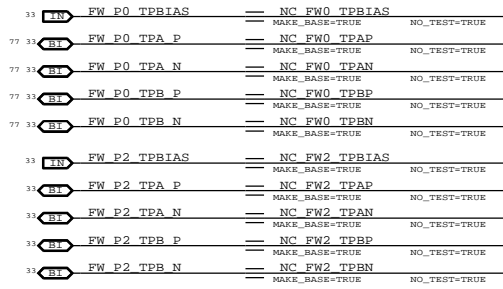 33 IN FW_P0_TPBIAS NC_FW0_TPBIAS
MAKE_BASE=TRUE NO_TEST=TRUE
77 33 BI FW_P0_TPA_P NC_FW0_TPAP
MAKE_BASE=TRUE NO_TEST=TRUE
77 33 BI FW_P0_TPA_N NC_FW0_TPAN
MAKE_BASE=TRUE NO_TEST=TRUE
77 33 BI FW_P0_TPB_P NC_FW0_TPBP
MAKE_BASE=TRUE NO_TEST=TRUE
77 33 BI FW_P0_TPB_N NC_FW0_TPBN
MAKE_BASE=TRUE NO_TEST=TRUE
33 IN FW_P2_TPBIAS NC_FW2_TPBIAS
MAKE_BASE=TRUE NO_TEST=TRUE
33 BI FW_P2_TPA_P NC_FW2_TPAP
MAKE_BASE=TRUE NO_TEST=TRUE
33 BI FW_P2_TPA_N NC_FW2_TPAN
MAKE_BASE=TRUE NO_TEST=TRUE
33 BI FW_P2_TPB_P NC_FW2_TPBP
MAKE_BASE=TRUE NO_TEST=TRUE
33 BI FW_P2_TPB_N NC_FW2_TPBN
MAKE_BASE=TRUE NO_TEST=TRUE